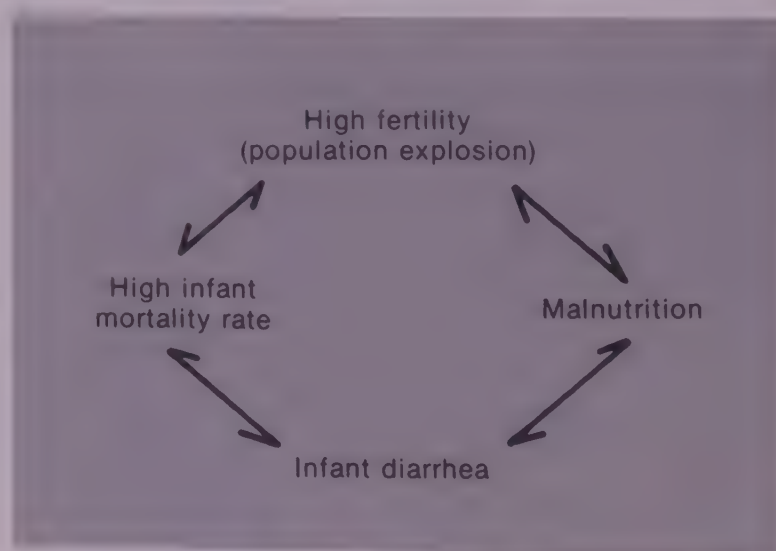 High fertility
(population explosion)
High infant
mortality rate
Malnutrition
Infant diarrhea